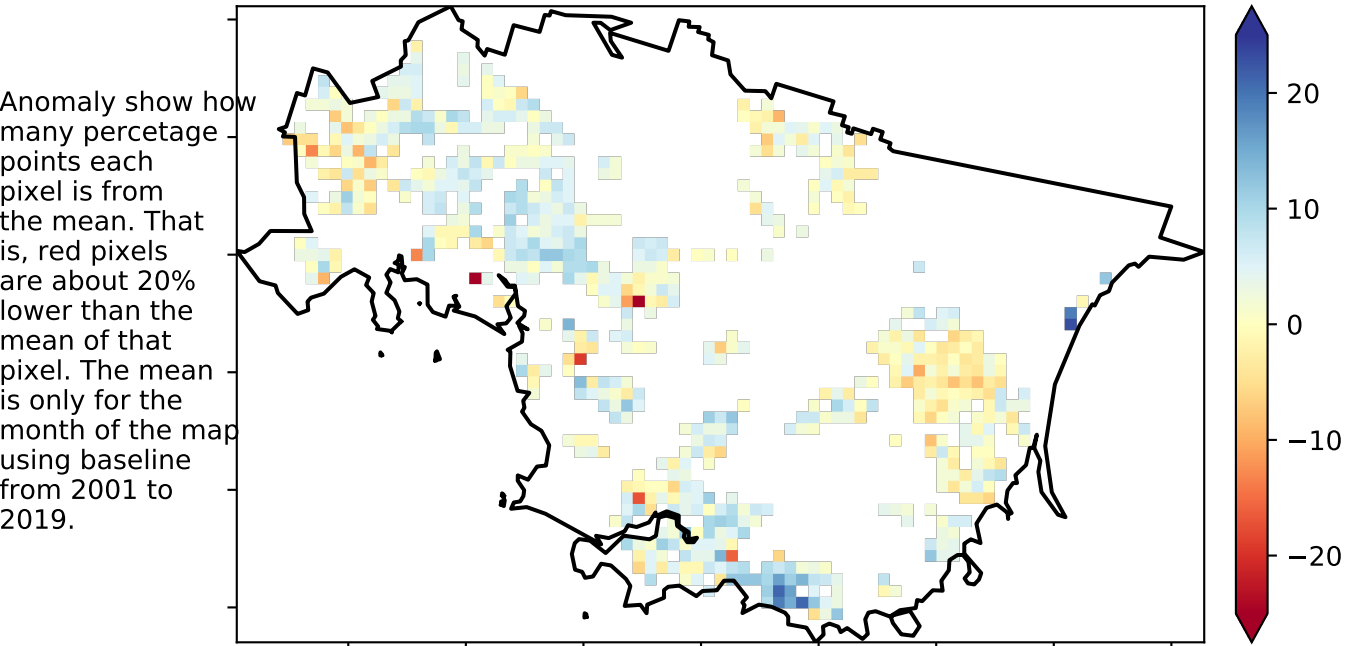 Anomaly show how
many percetage
points each
pixel is from
the mean. That
is, red pixels
are about 20%
lower than the
mean of that
pixel. The mean
is only for the
month of the map
using baseline
from 2001 to
2019.
20
10
0
−10
−20